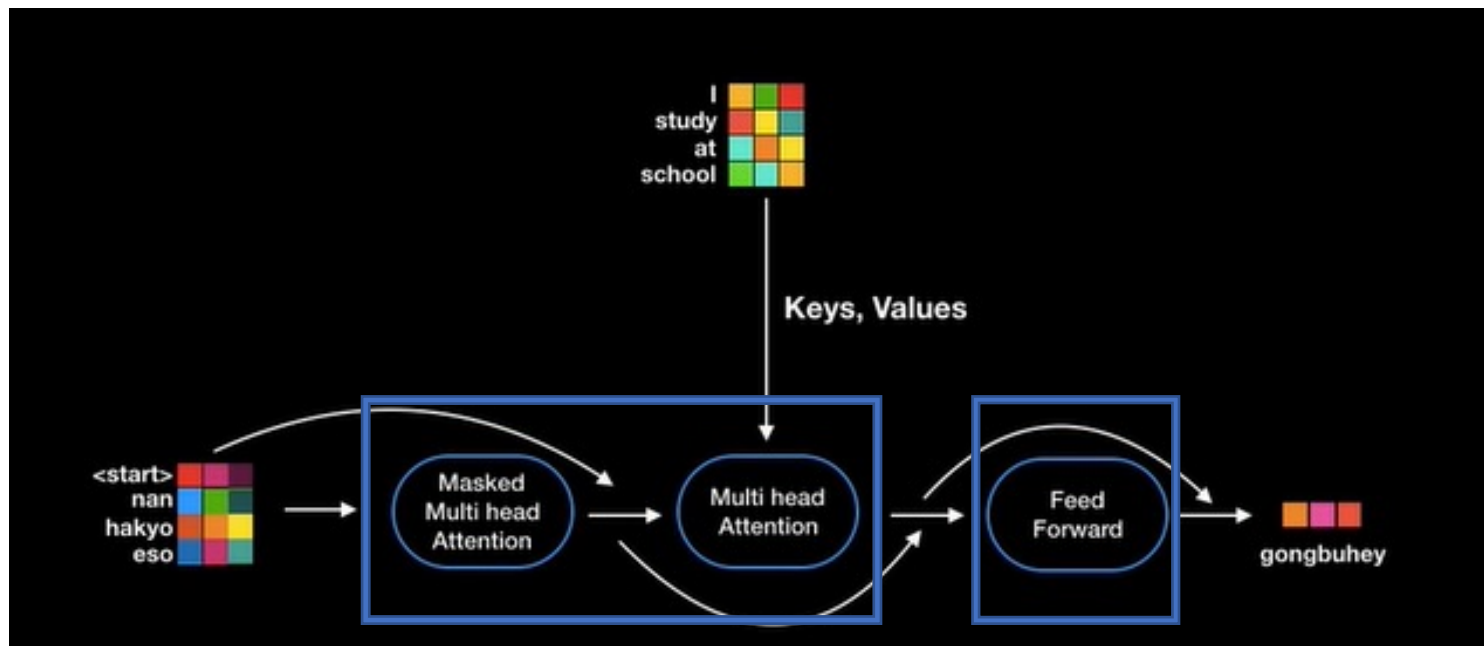 I
study
at
school
Keys, Values
<start>
nan
hakyo
eso
Masked
Multi head
Attention
Multi head
Attention
Feed
Forward
gongbuhey